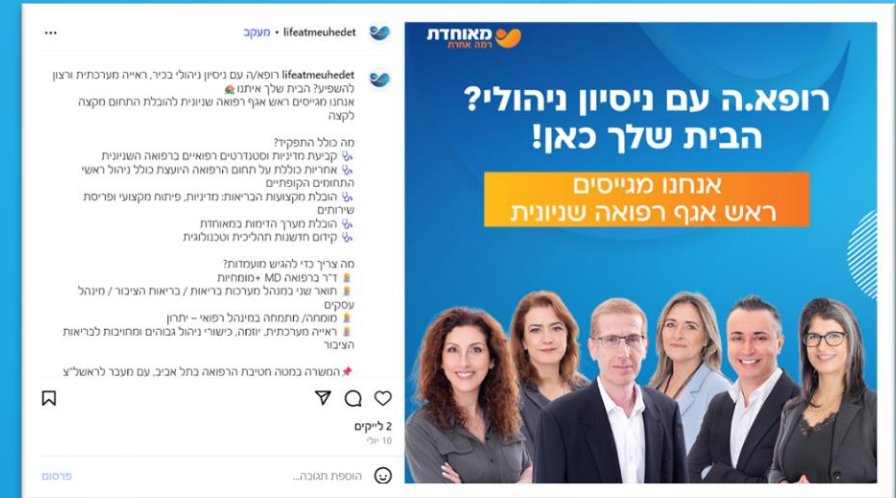 מאוחדת
רמה אחרת
רופא.ה עם ניסיון ניהולי?
הבית שלך כאן!
אנחנו מגייסים
ראש אגף רפואה שניונית
lifeatmeuhedet • מעקב
lifeatmeuhedet רופא/ה עם ניסיון ניהולי בכיר, ראייה מערכתית ורצון
להשפיע? הבית שלך איתנו
אנחנו מגייסים ראש אגף רפואה שניונית להובלת התחום מקצה
לקצה
מה כולל התפקיד?
קביעת מדיניות וסטנדרטים רפואיים ברפואה השניונית
אחריות כוללת על תחום הרפואה היועצת כולל ניהול ראשי
התחומים הקופתיים
הובלת מקצועות הבריאות: מדיניות, פיתוח מקצועי ופריסת
שירותים
הובלת מערך הדימות במאוחדת
קידום חדשנות תהליכית וטכנולוגית
מה צריך כדי להגיש מועמדות?
ד"ר ברפואה MD +מומחיות
תואר שני במנהל מערכות בריאות / בריאות הציבור / מינהל
עסקים
מומחה/ מתמחה במינהל רפואי – יתרון
ראייה מערכתית, יוזמה, כישורי ניהול גבוהים ומחויבות לבריאות
הציבור
המשרה במטה חטיבת הרפואה בתל אביב, עם מעבר לראשל"צ
2 לייקים
10 יולי
הוספת תגובה...
פרסום